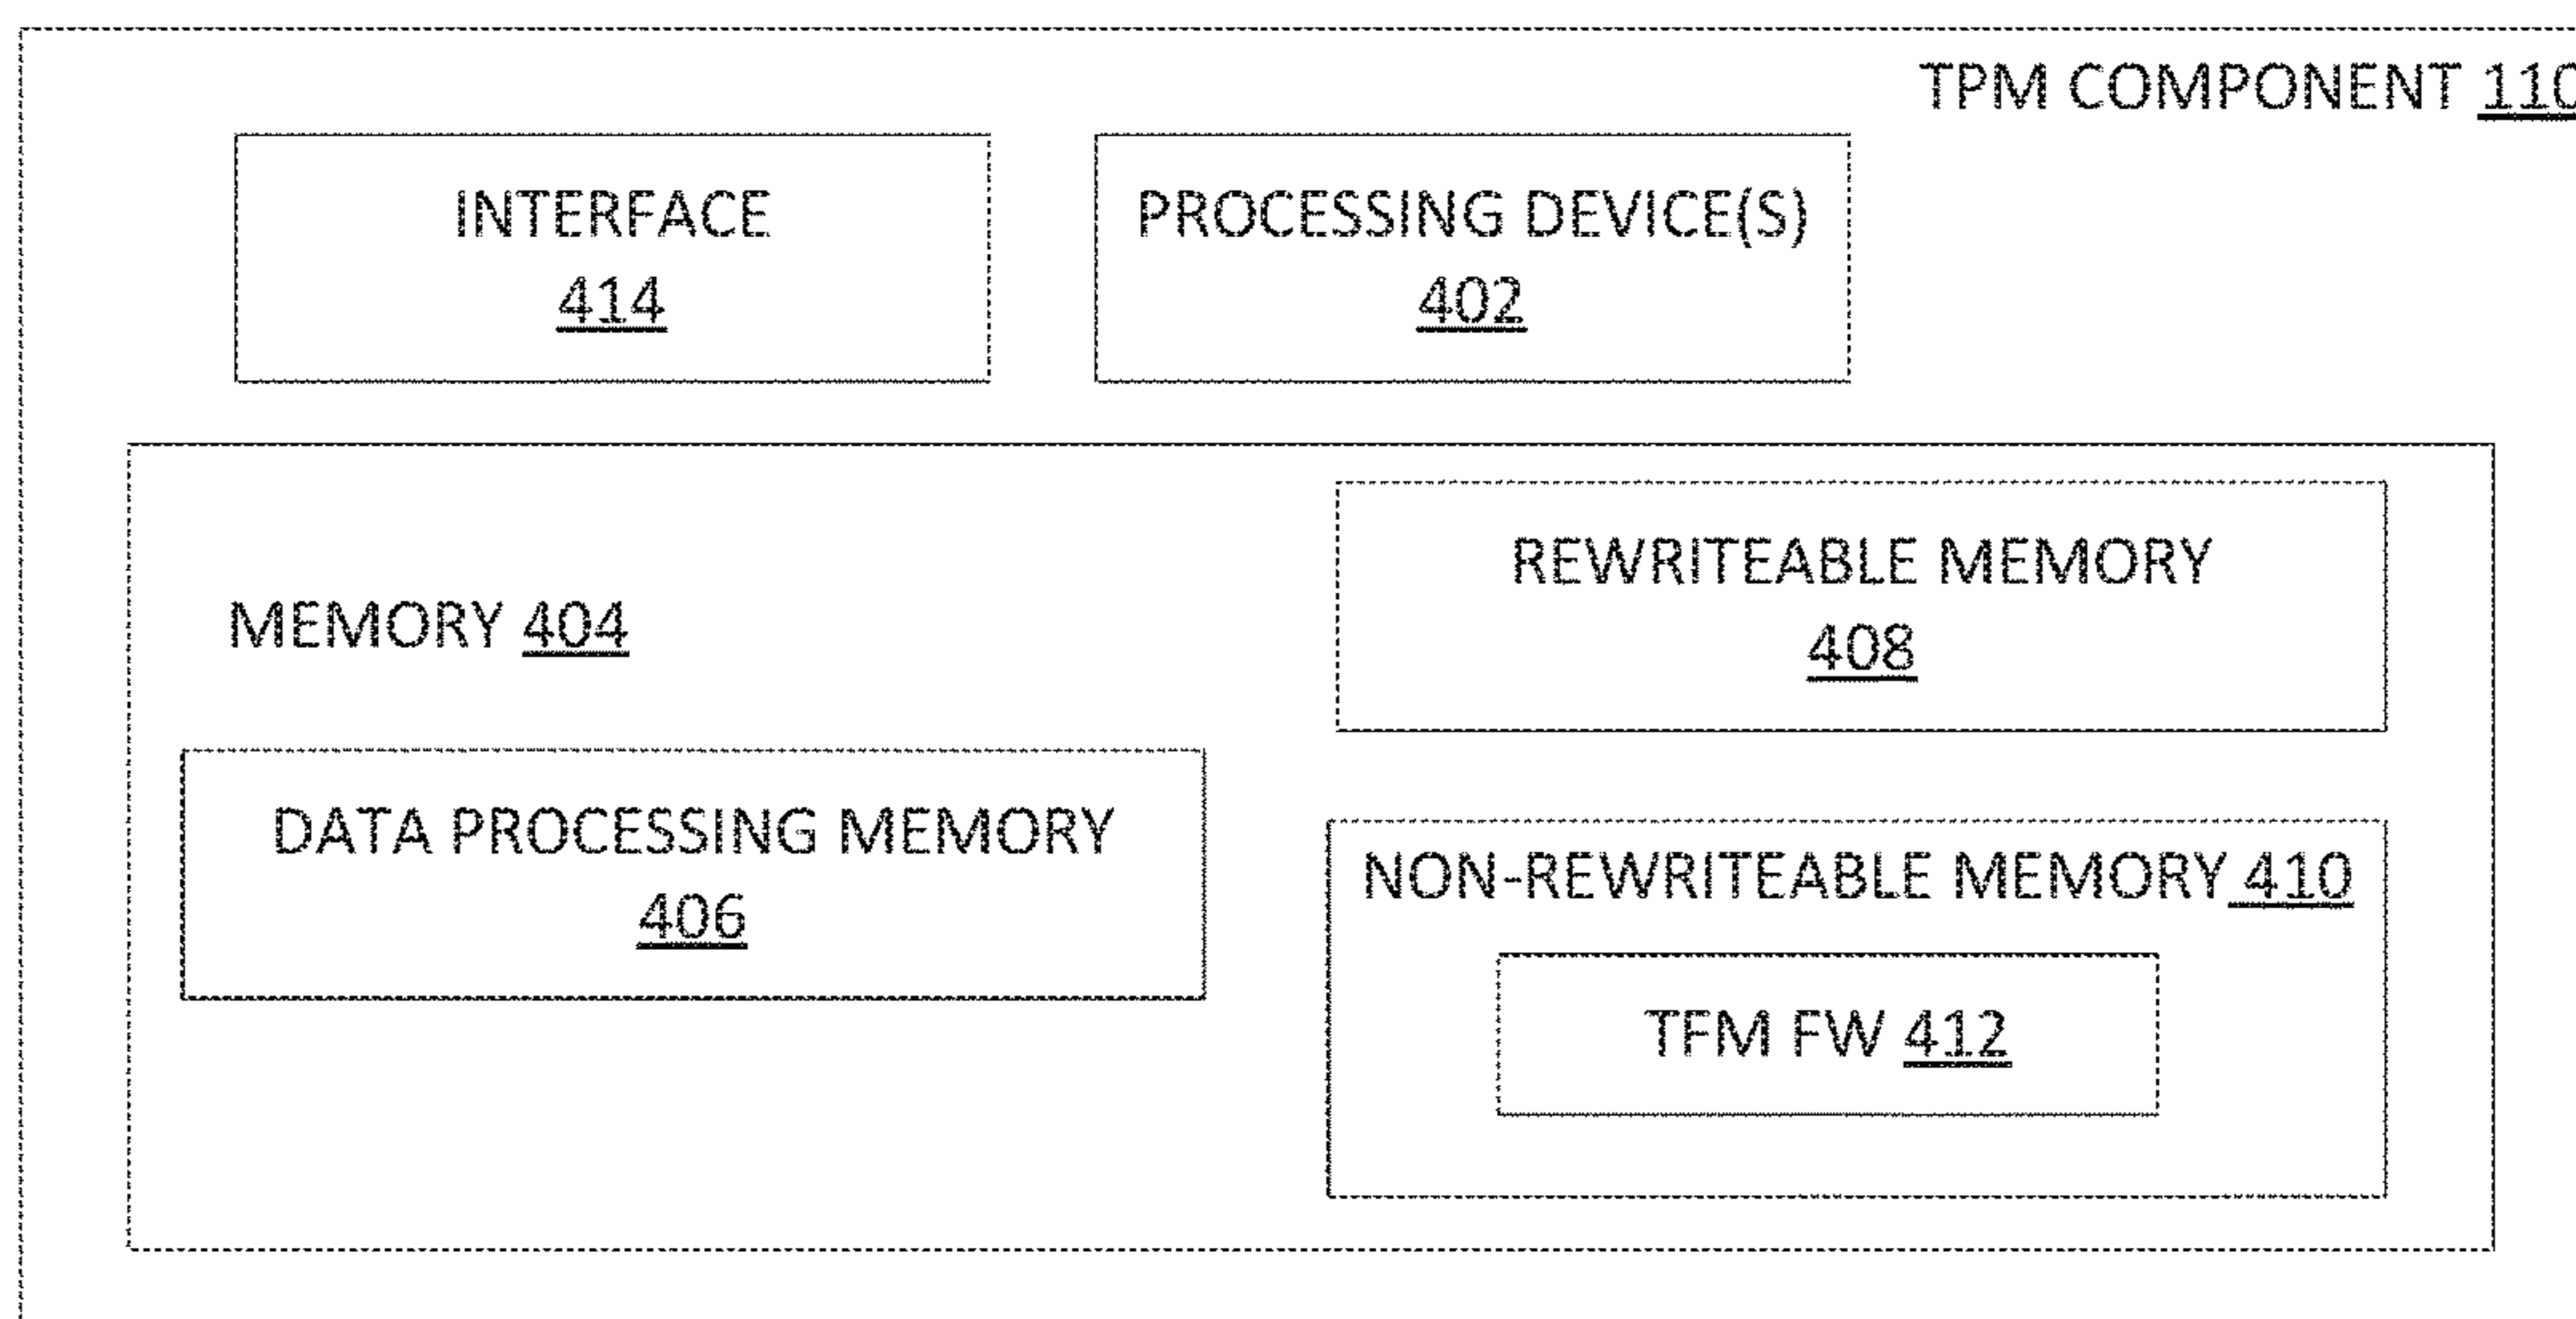 TPM COMPONENT 110
INTERFACE
414
PROCESSING DEVICE(S)
402
MEMORY 404
REWRITEABLE MEMORY
408
DATA PROCESSING MEMORY
406
NON-REWRITEABLE MEMORY 410
TFM FW 412